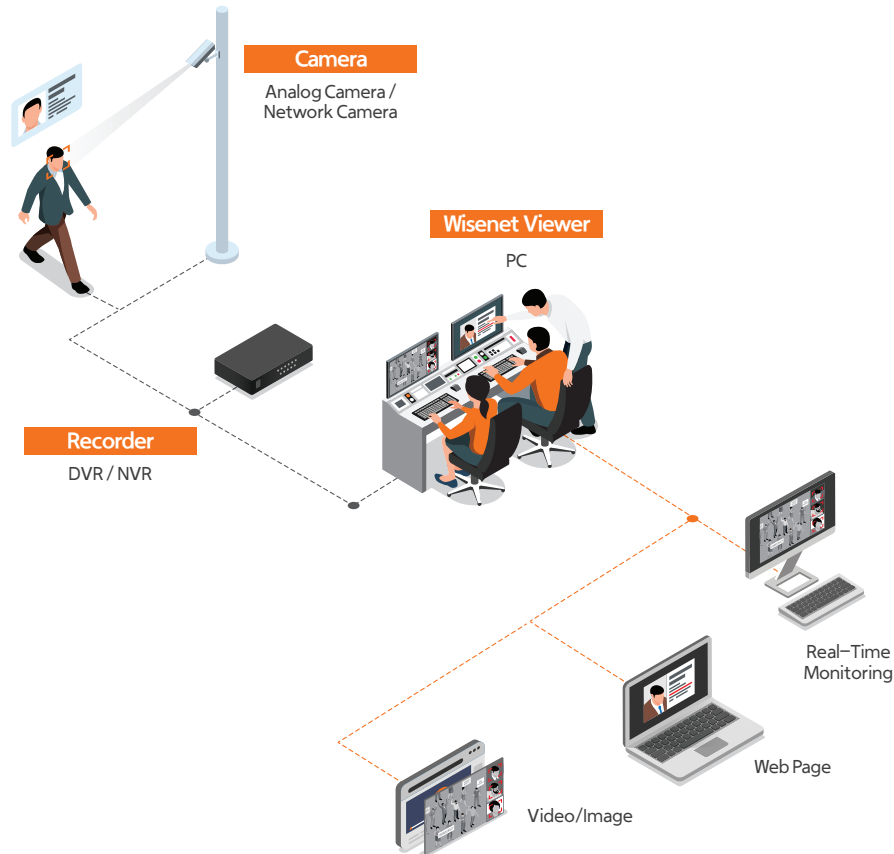 Camera
Analog Camera /
Network Camera
Wisenet Viewer
PC
Recorder
DVR / NVR
Real-Time
Monitoring
Web Page
Video/Image